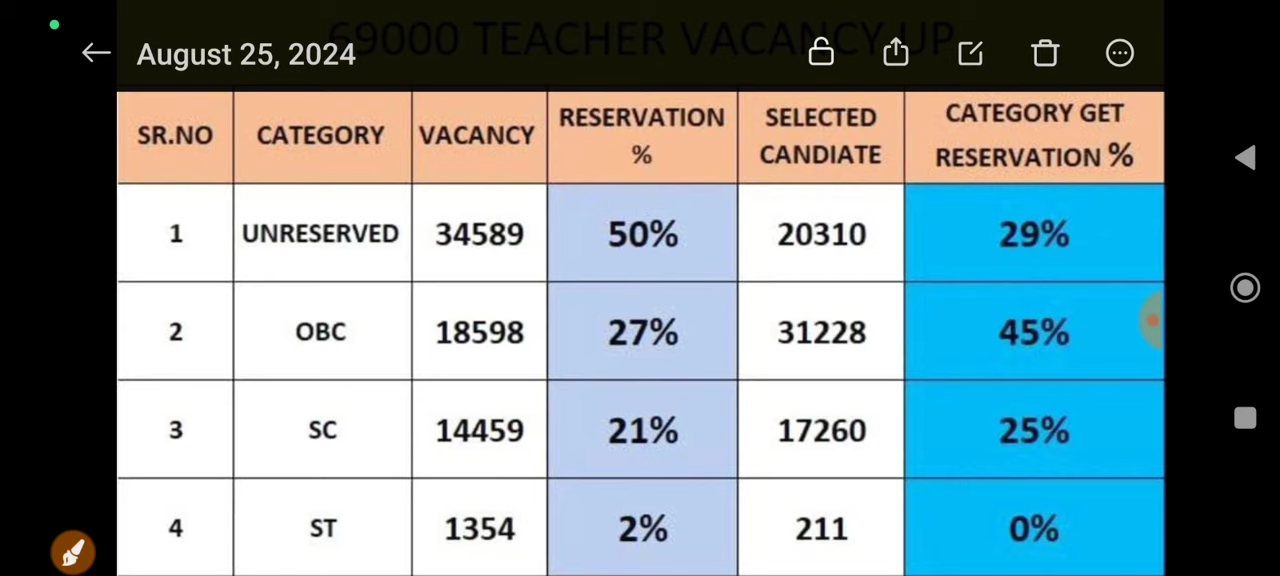 69000 TEACHER VACANCY UP
August 25, 2024
SR.NO CATEGORY VACANCY RESERVATION % SELECTED CANDIATE CATEGORY GET RESERVATION %
1 UNRESERVED 34589 50% 20310 29%
2 OBC 18598 27% 31228 45%
3 SC 14459 21% 17260 25%
4 ST 1354 2% 211 0%